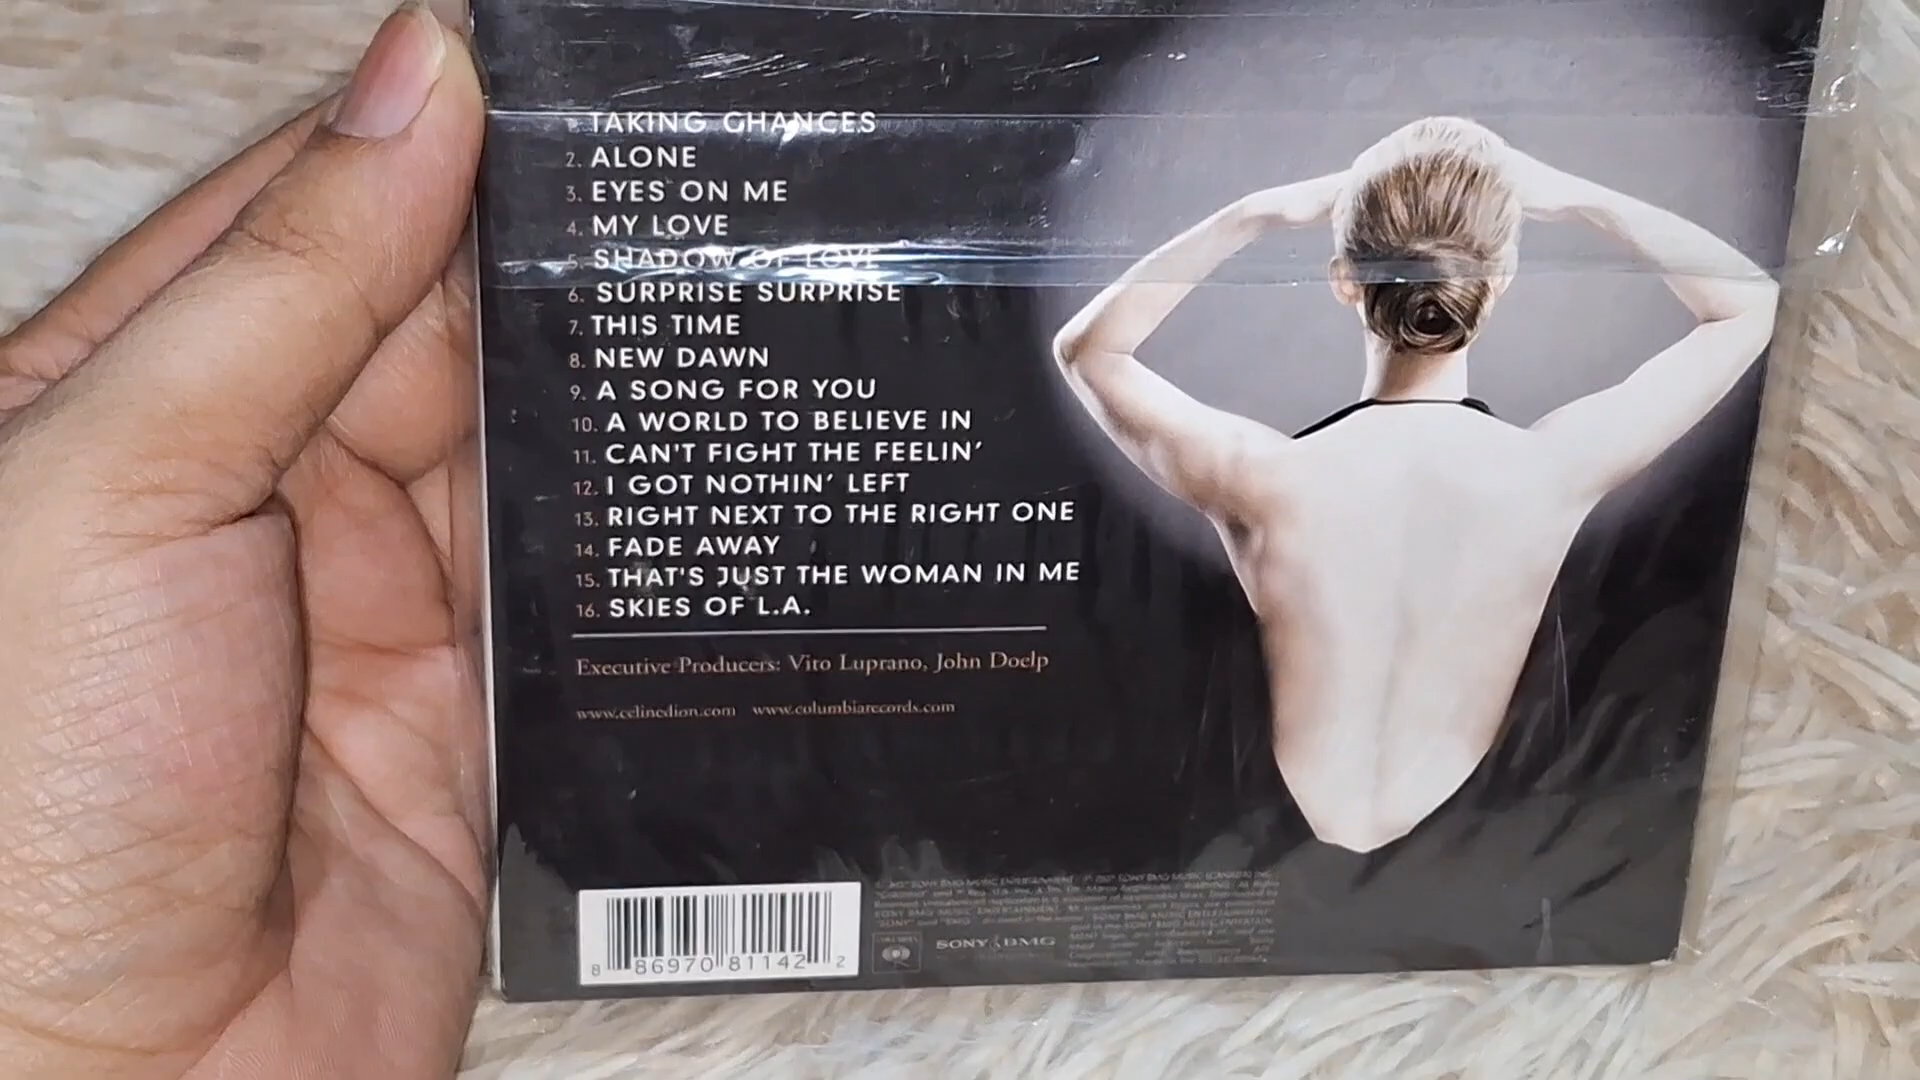 TAKING CHANCES
2. ALONE
3. EYES ON ME
4. MY LOVE
5. SHADOW OF LOVE
6. SURPRISE SURPRISE
7. THIS TIME
8. NEW DAWN
9. A SONG FOR YOU
10. A WORLD TO BELIEVE IN
11. CAN'T FIGHT THE FEELIN'
12. I GOT NOTHIN' LEFT
13. RIGHT NEXT TO THE RIGHT ONE
14. FADE AWAY
15. THAT'S JUST THE WOMAN IN ME
16. SKIES OF L.A.
Executive Producers: Vito Luprano, John Doelp
www.celinedion.com www.columbiarecords.com
8 86970 81142 2
SONY BMG
MUSIC ENTERTAINMENT